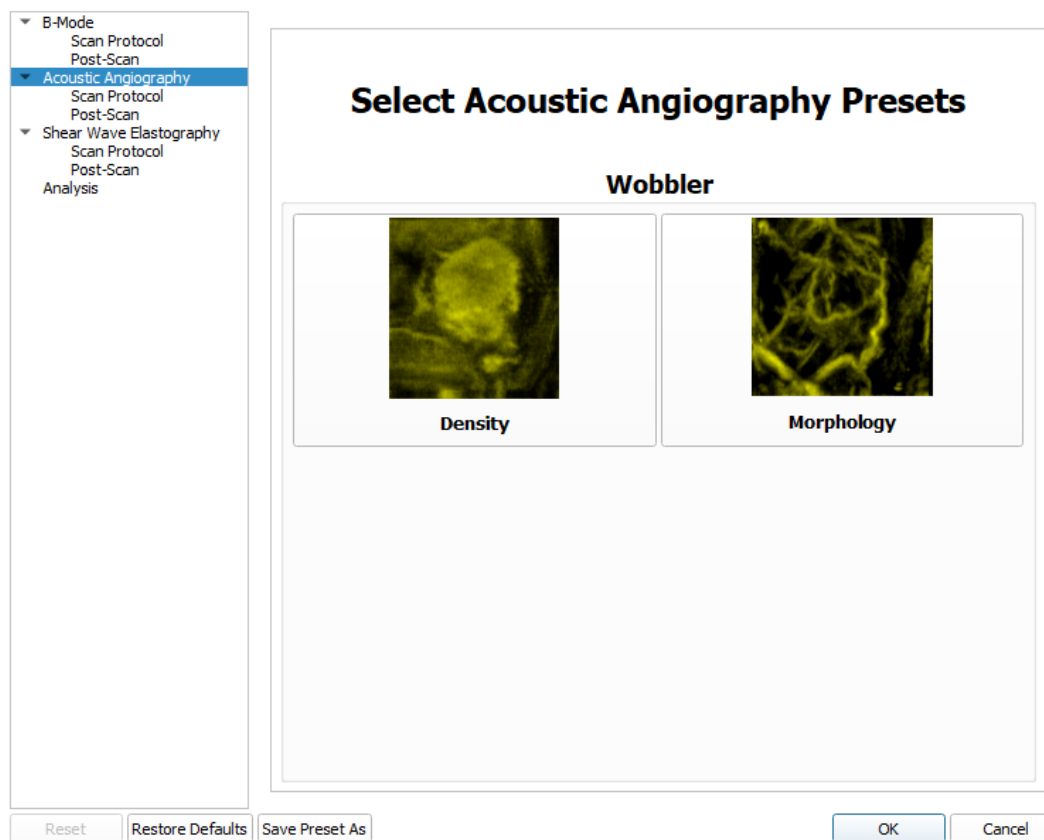 B-Mode
Scan Protocol
Post-Scan
Acoustic Angiography
Scan Protocol
Post-Scan
Shear Wave Elastography
Scan Protocol
Post-Scan
Analysis
Select Acoustic Angiography Presets
Wobbler
Density
Morphology
Reset
Restore Defaults
Save Preset As
OK
Cancel